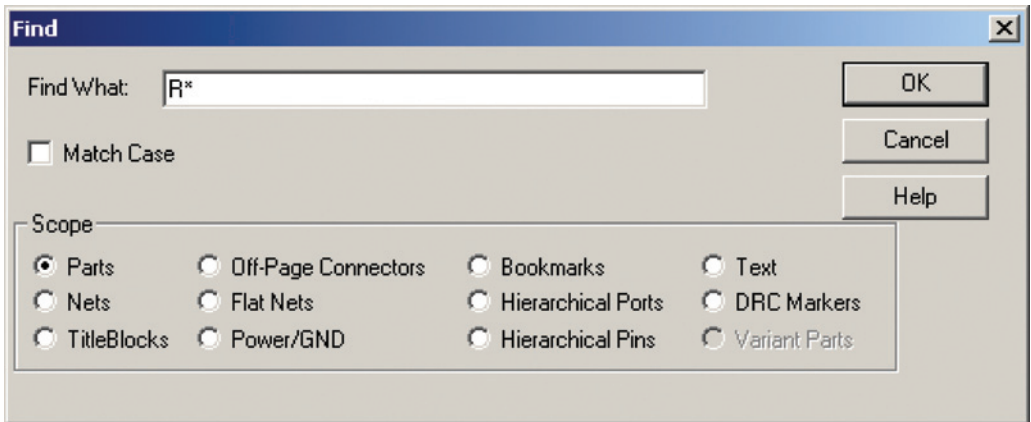 Find
Find What: R*
OK
Match Case
Cancel
Help
Scope
Parts Off-Page Connectors Bookmarks Text
Nets Flat Nets Hierarchical Ports DRC Markers
TitleBlocks Power/GND Hierarchical Pins Variant Parts